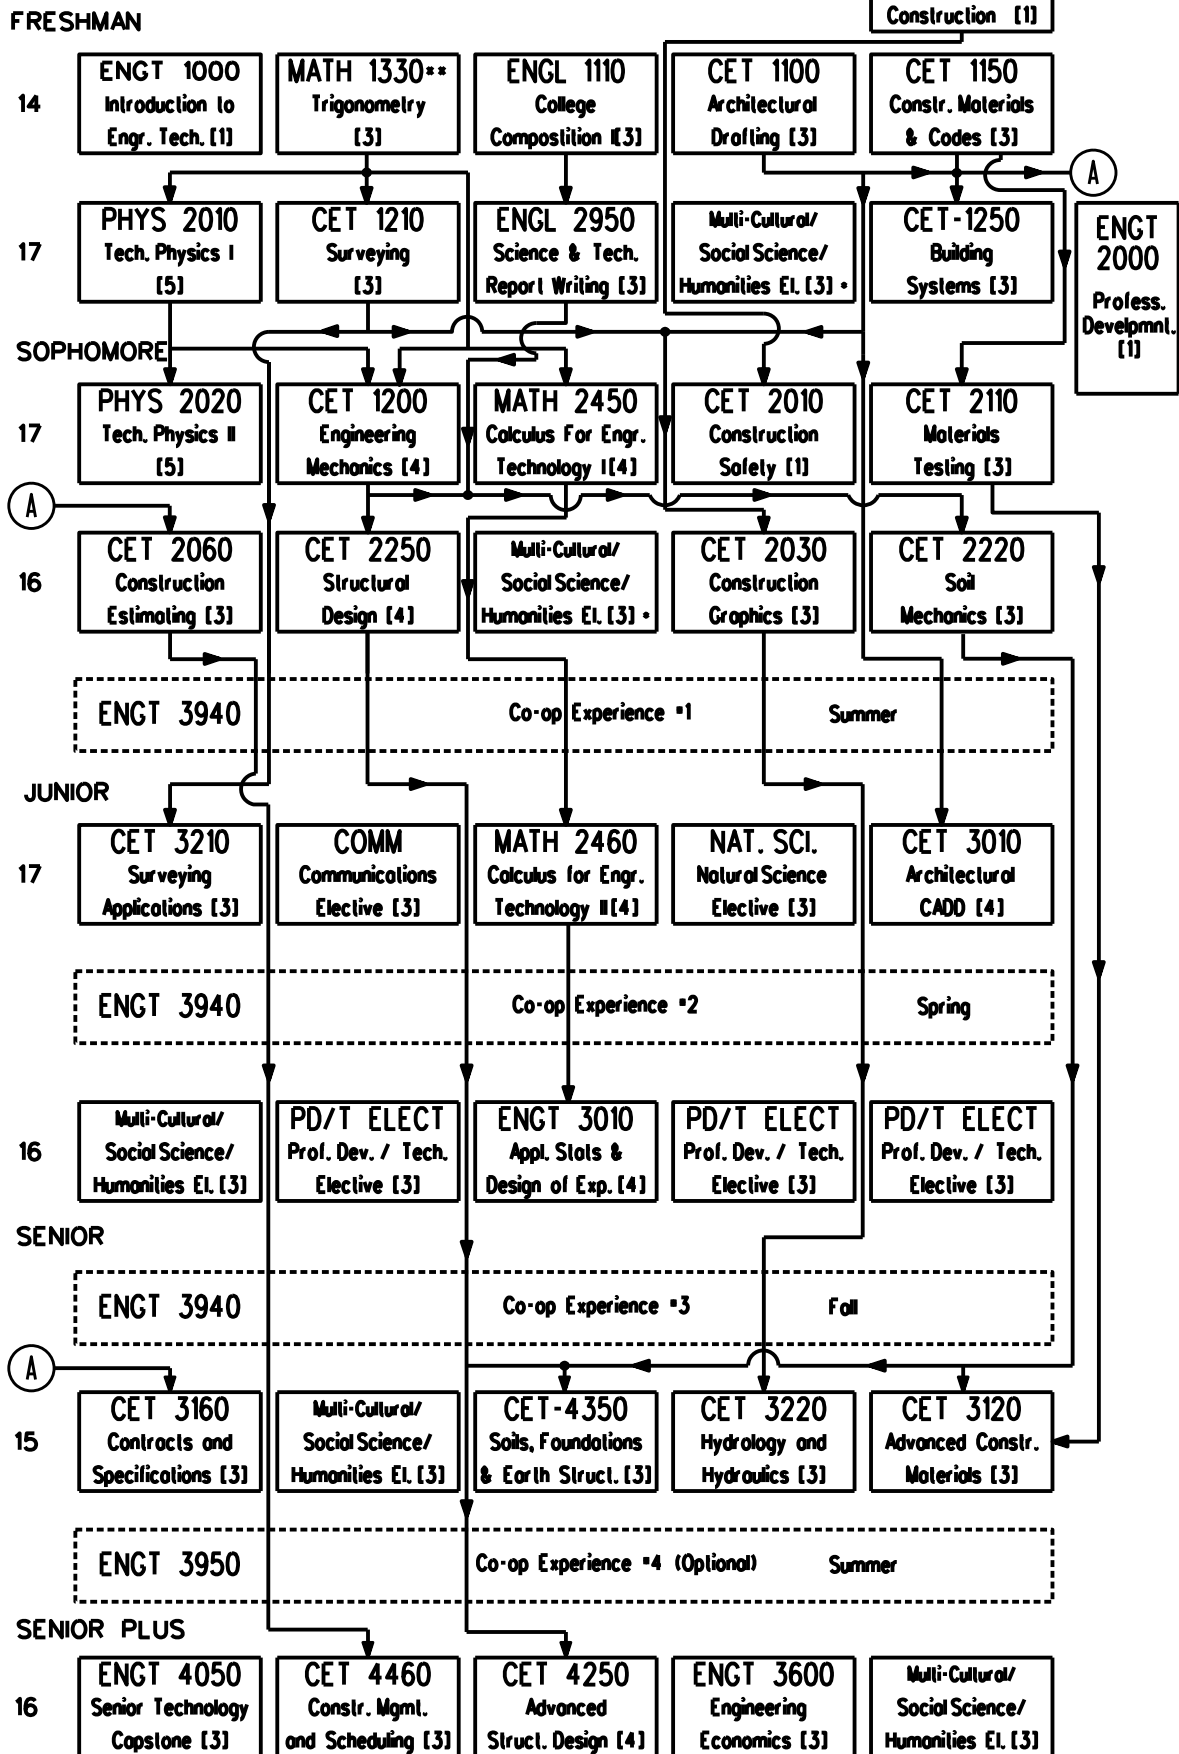 Construction [1]
FRESHMAN
14
ENGT 1000
Introduction to
Engr. Tech. [1]
MATH 1330**
Trigonometry
[3]
ENGL 1110
College
Compostition I[3]
CET 1100
Architectural
Drafting [3]
CET 1150
Constr. Materials
& Codes [3]
A
17
PHYS 2010
Tech. Physics I
[5]
CET 1210
Surveying
[3]
ENGL 2950
Science & Tech.
Report Writing [3]
Multi-Cultural/
Social Science/
Humanities El. [3] *
CET-1250
Building
Systems [3]
ENGT
2000
Profess.
Develpmnt.
[1]
SOPHOMORE
17
PHYS 2020
Tech. Physics II
[5]
CET 1200
Engineering
Mechanics [4]
MATH 2450
Calculus For Engr.
Technology I[4]
CET 2010
Construction
Safety [1]
CET 2110
Materials
Testing [3]
A
16
CET 2060
Construction
Estimating [3]
CET 2250
Structural
Design [4]
Multi-Cultural/
Social Science/
Humanities El. [3] *
CET 2030
Construction
Graphics [3]
CET 2220
Soil
Mechanics [3]
ENGT 3940 Co-op Experience #1 Summer
JUNIOR
17
CET 3210
Surveying
Applications [3]
COMM
Communications
Elective [3]
MATH 2460
Calculus for Engr.
Technology II[4]
NAT. SCI.
Natural Science
Elective [3]
CET 3010
Architectural
CADD [4]
ENGT 3940 Co-op Experience #2 Spring
16
Multi-Cultural/
Social Science/
Humanities El. [3]
PD/T ELECT
Prof. Dev. / Tech.
Elective [3]
ENGT 3010
Appl. Stats &
Design of Exp. [4]
PD/T ELECT
Prof. Dev. / Tech.
Elective [3]
PD/T ELECT
Prof. Dev. / Tech.
Elective [3]
SENIOR
ENGT 3940 Co-op Experience #3 Fall
A
15
CET 3160
Contracts and
Specifications [3]
Multi-Cultural/
Social Science/
Humanities El. [3]
CET-4350
Soils, Foundations
& Earth Struct. [3]
CET 3220
Hydrology and
Hydraulics [3]
CET 3120
Advanced Constr.
Materials [3]
ENGT 3950 Co-op Experience #4 (Optional) Summer
SENIOR PLUS
16
ENGT 4050
Senior Technology
Capstone [3]
CET 4460
Constr. Mgmt.
and Scheduling [3]
CET 4250
Advanced
Struct. Design [4]
ENGT 3600
Engineering
Economics [3]
Multi-Cultural/
Social Science/
Humanities El. [3]